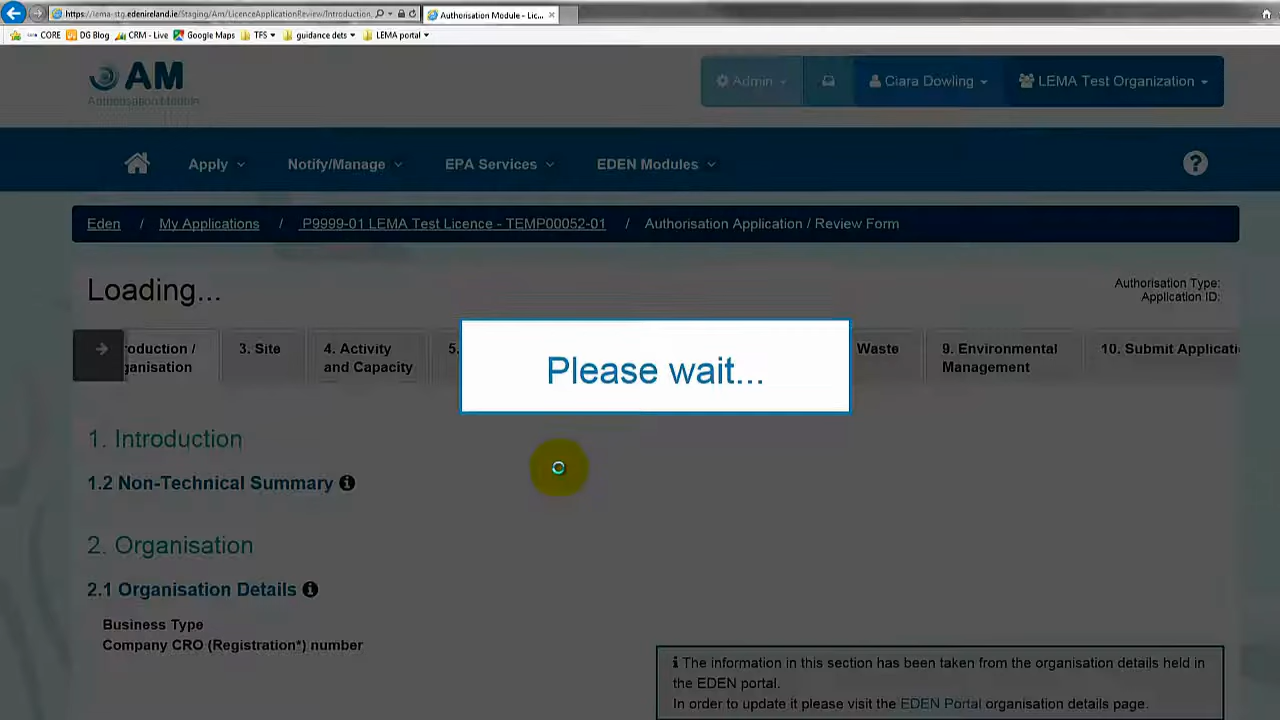 https://lema-stg.edenireland.ie/Staging/Am/LicenceApplicationReview/Introduction,
Authorisation Module - Lic...
CORE DG Blog CRM - Live Google Maps TFS guidance dets LEMA portal
AM
Authorisation Module
Admin Ciara Dowling LEMA Test Organization
Apply Notify/Manage EPA Services EDEN Modules ?
Eden / My Applications / P9999-01 LEMA Test Licence - TEMP00052-01 / Authorisation Application / Review Form
Loading...
Authorisation Type:
Application ID:
roduction /
ganisation
3. Site
4. Activity
and Capacity
5.
Waste
9. Environmental
Management
10. Submit Applicati
Please wait...
1. Introduction
1.2 Non-Technical Summary
2. Organisation
2.1 Organisation Details
Business Type
Company CRO (Registration*) number
The information in this section has been taken from the organisation details held in
the EDEN portal.
In order to update it please visit the EDEN Portal organisation details page.